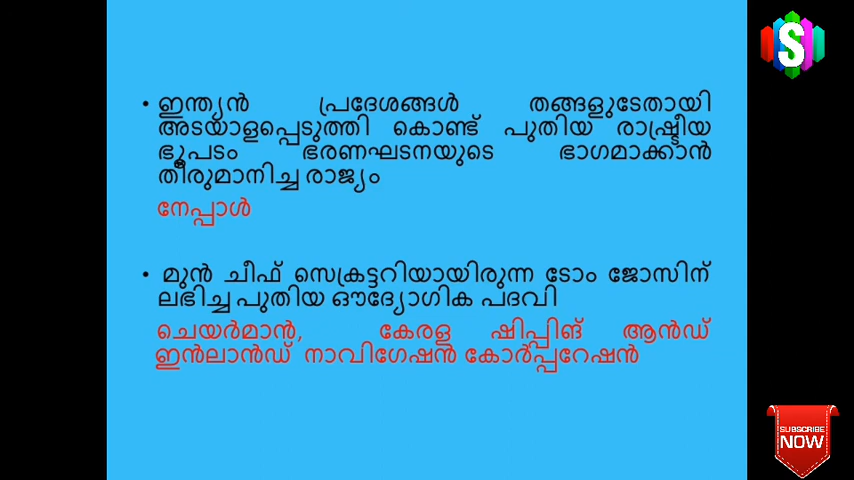 • ഇന്ത്യൻ പ്രദേശങ്ങൾ തങ്ങളുടേതായി
അടയാളപ്പെടുത്തി കൊണ്ട് പുതിയ രാഷ്ട്രീയ
ഭൂപടം ഭരണഘടനയുടെ ഭാഗമാക്കാൻ
തീരുമാനിച്ച രാജ്യം
നേപ്പാൾ
• മുൻ ചീഫ് സെക്രട്ടറിയായിരുന്ന ടോം ജോസിന്
ലഭിച്ച പുതിയ ഔദ്യോഗിക പദവി
ചെയർമാൻ, കേരള ഷിപ്പിങ് ആൻഡ്
ഇൻലാൻഡ് നാവിഗേഷൻ കോർപ്പറേഷൻ
S
SUBSCRIBE
NOW